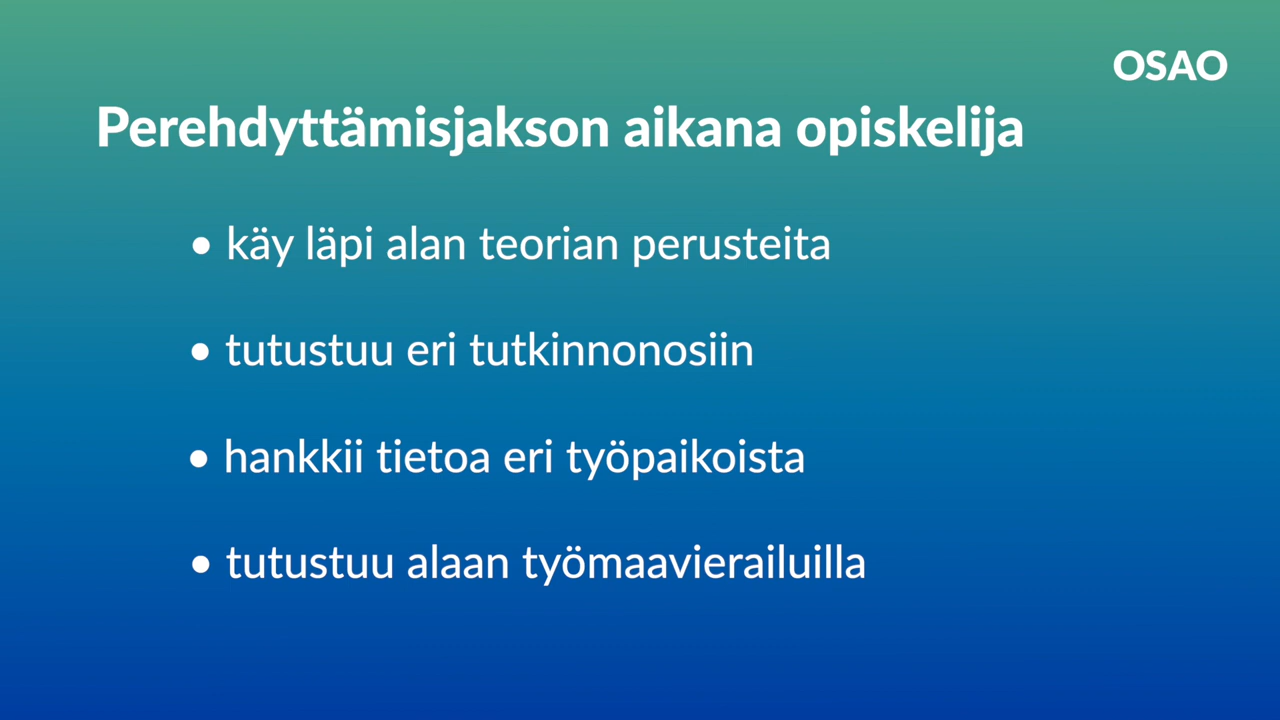 OSAO
Perehdyttämisjakson aikana opiskelija
• käy läpi alan teorian perusteita
• tutustuu eri tutkinnonosiin
• hankkii tietoa eri työpaikoista
• tutustuu alaan työmaavierailuilla